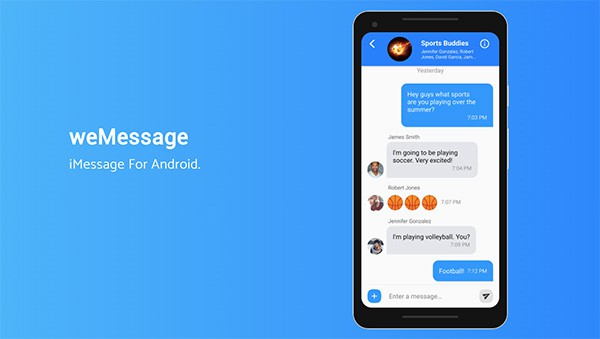 weMessage
iMessage For Android.
Sports Buddies
Jennifer Gonzalez, Robert
Jones, David Garcia, Jam...
Yesterday
Hey guys what sports
are you playing over the
summer?
7:03 PM
James Smith
I'm going to be playing
soccer. Very excited!
7:04 PM
Robert Jones
7:07 PM
Jennifer Gonzalez
I'm playing volleyball. You?
7:09 PM
Football! 7:12 PM
Enter a message...